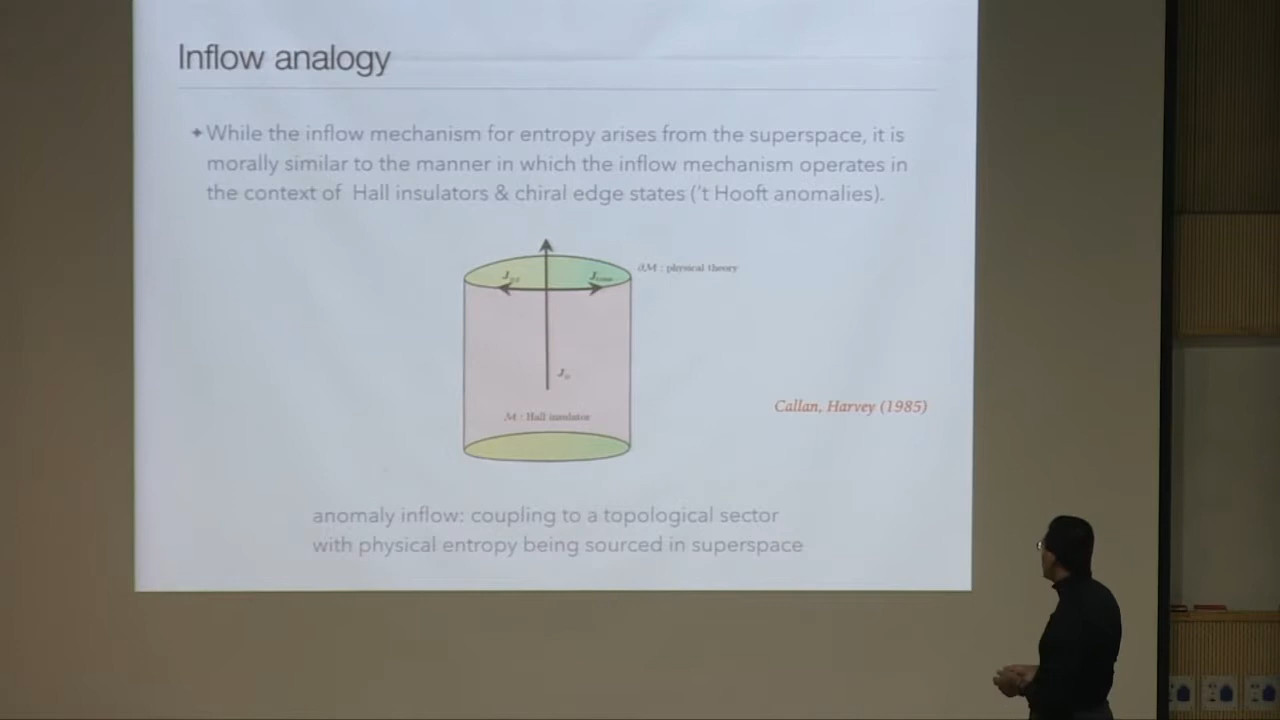 Inflow analogy
✦ While the inflow mechanism for entropy arises from the superspace, it is
morally similar to the manner in which the inflow mechanism operates in
the context of Hall insulators & chiral edge states ('t Hooft anomalies).
∂M : physical theory
M : Hall insulator
Callan, Harvey (1985)
anomaly inflow: coupling to a topological sector
with physical entropy being sourced in superspace